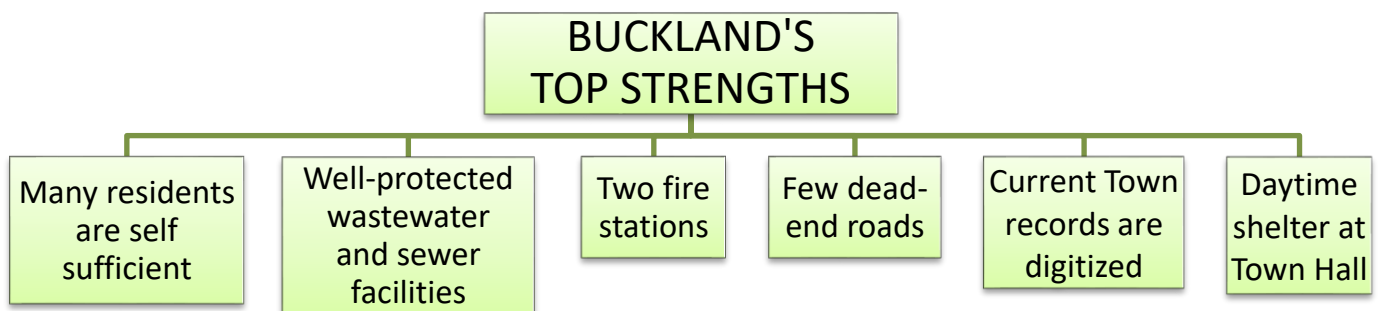 BUCKLAND'S
TOP STRENGTHS
Many residents
are self
sufficient
Well-protected
wastewater
and sewer
facilities
Two fire
stations
Few dead-
end roads
Current Town
records are
digitized
Daytime
shelter at
Town Hall